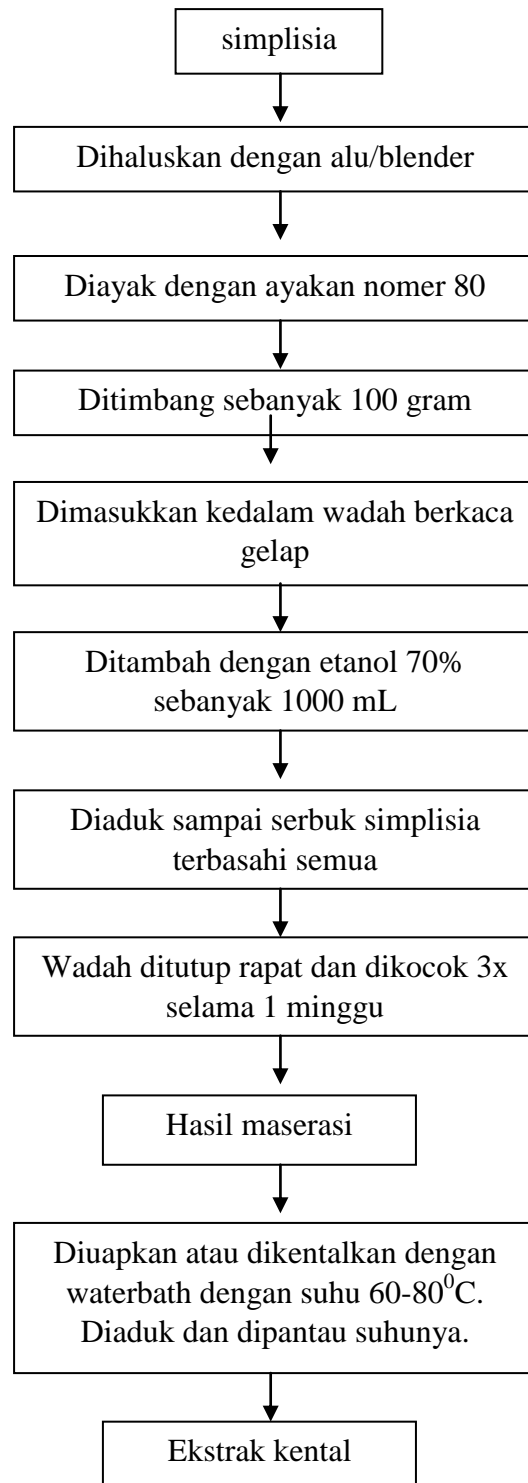 simplisia
Dihaluskan dengan alu/blender
Diayak dengan ayakan nomer 80
Ditimbang sebanyak 100 gram
Dimasukkan kedalam wadah berkaca
gelap
Ditambah dengan etanol 70%
sebanyak 1000 mL
Diaduk sampai serbuk simplisia
terbasahi semua
Wadah ditutup rapat dan dikocok 3x
selama 1 minggu
Hasil maserasi
Diuapkan atau dikentalkan dengan
waterbath dengan suhu 60-80⁰C.
Diaduk dan dipantau suhunya.
Ekstrak kental